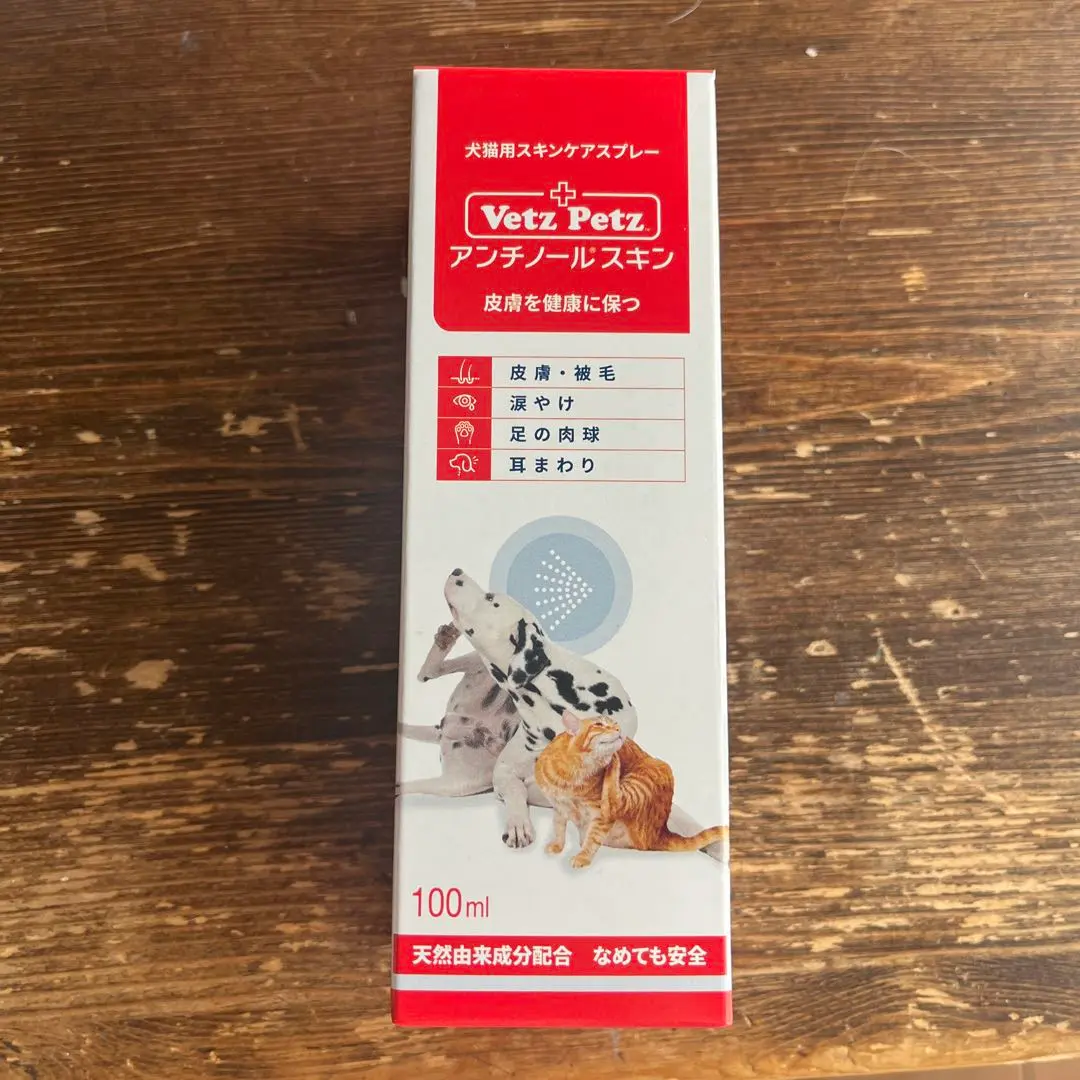 犬猫用スキンケアスプレー
Vetz Petz™
アンチノール®スキン
皮膚を健康に保つ
皮膚・被毛
涙やけ
足の肉球
耳まわり
100ml
天然由来成分配合 なめても安全